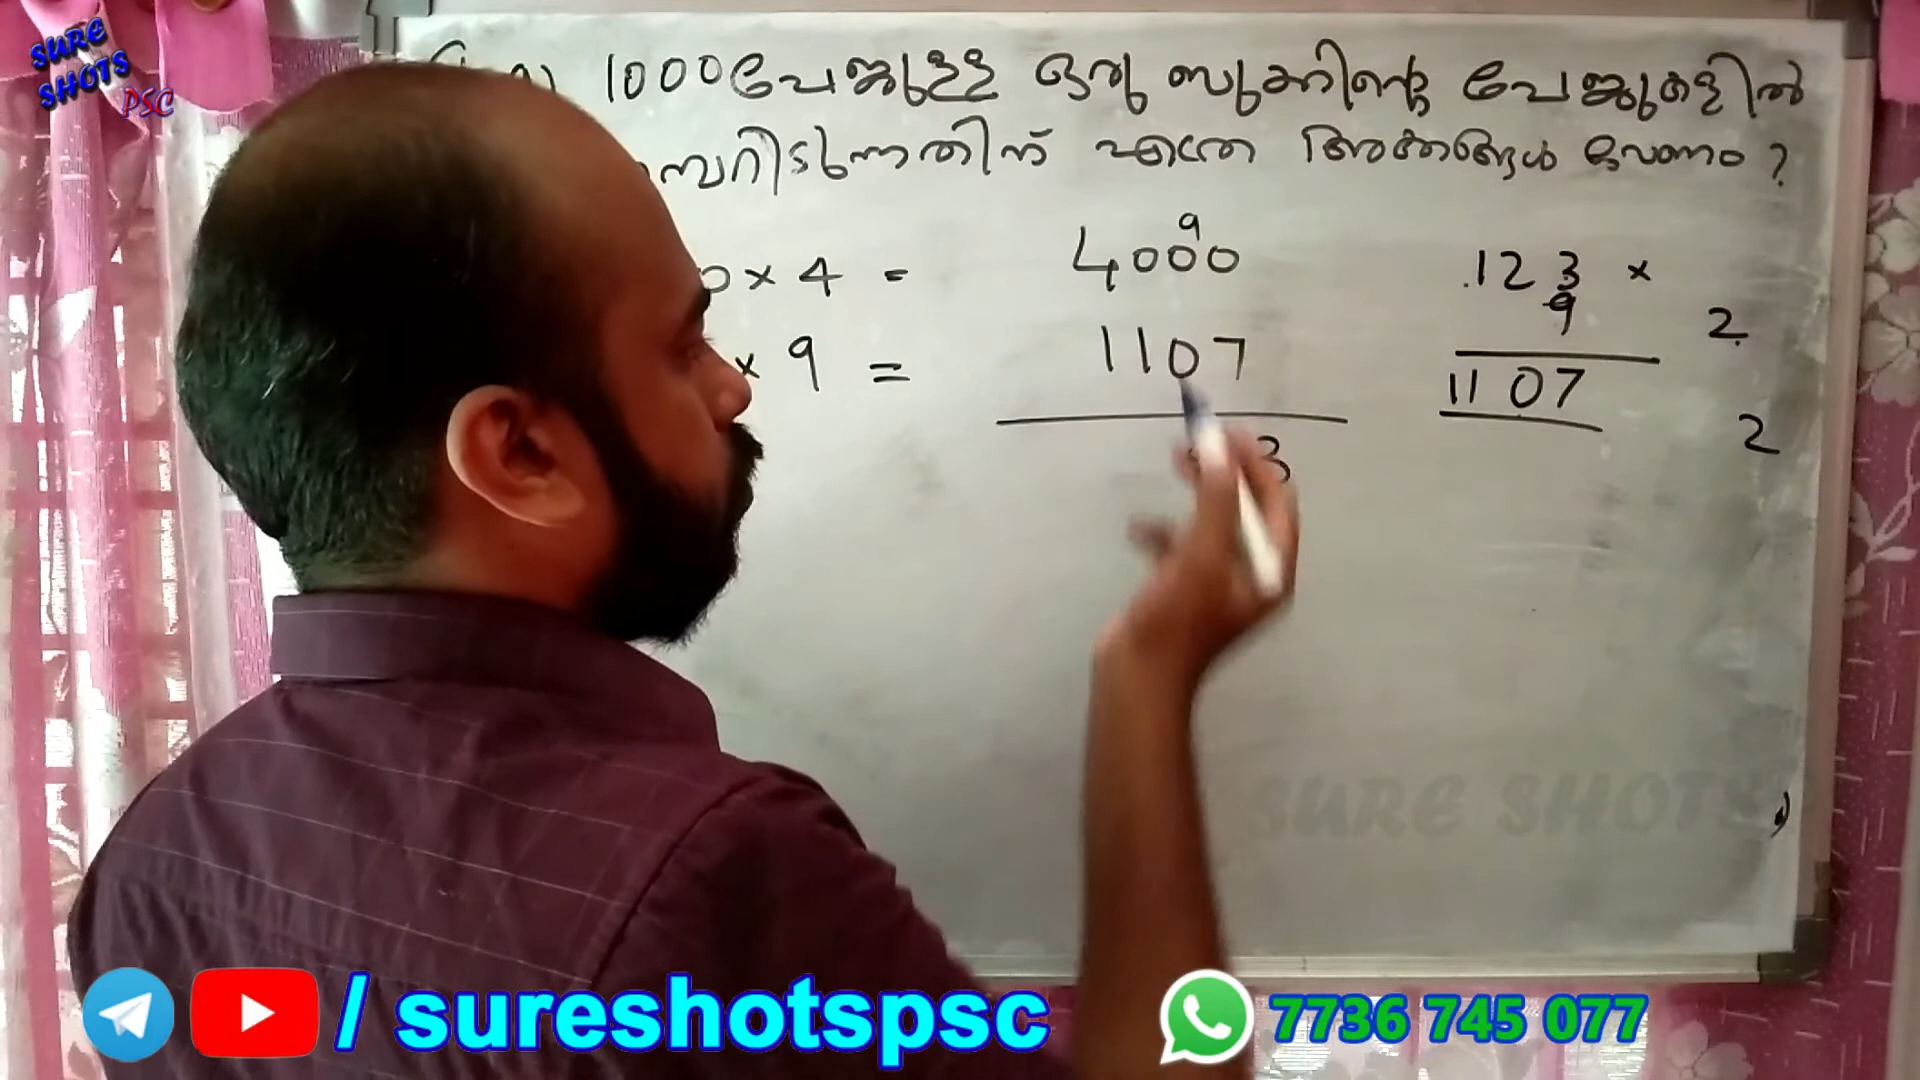 SURE
SHOTS
PSC
1000 പേജുള്ള ഒരു ബുക്കിന്റെ പേജുകളിൽ
മ്പറിടുന്നതിന് എത്ര അക്കങ്ങൾ വേണം ?
0 × 4 = 4000
9
× 9 = 1107
3
123 ×
9
1107
2
2
SURE SHOTS
/ sureshotspsc
7736 745 077